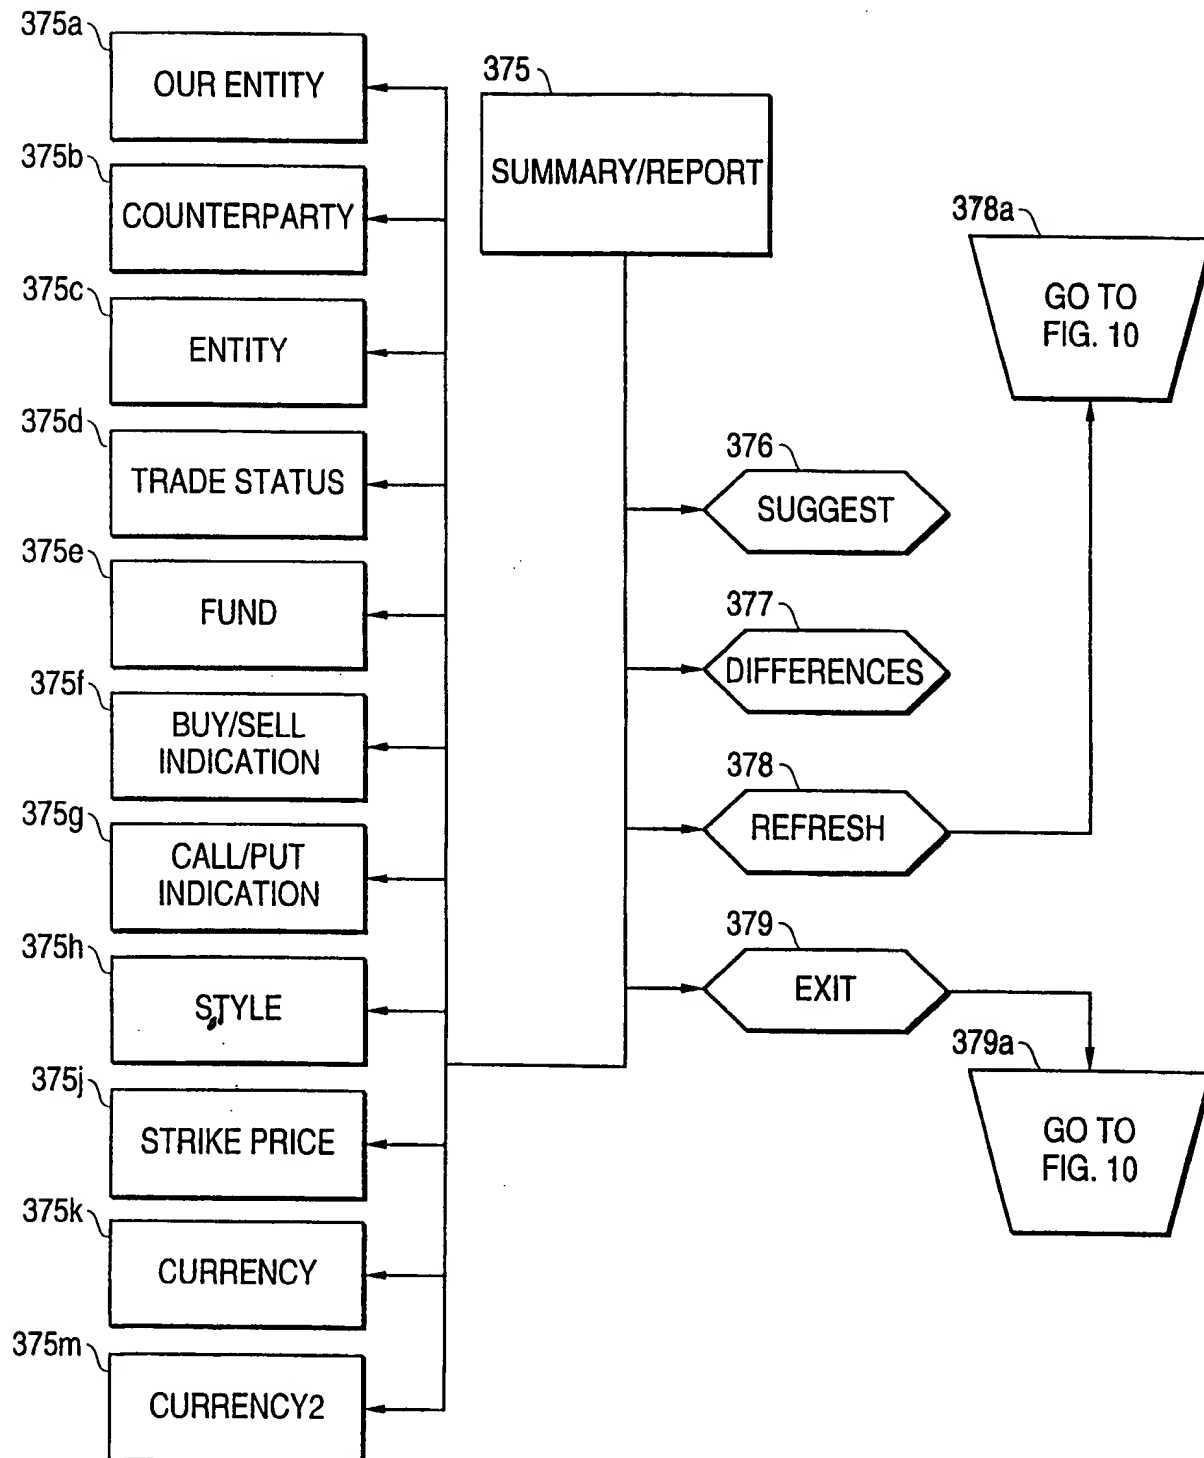 375a
OUR ENTITY
375b
COUNTERPARTY
375c
ENTITY
375d
TRADE STATUS
375e
FUND
375f
BUY/SELL
INDICATION
375g
CALL/PUT
INDICATION
375h
STYLE
375j
STRIKE PRICE
375k
CURRENCY
375m
CURRENCY2
375
SUMMARY/REPORT
376
SUGGEST
377
DIFFERENCES
378
REFRESH
379
EXIT
378a
GO TO
FIG. 10
379a
GO TO
FIG. 10